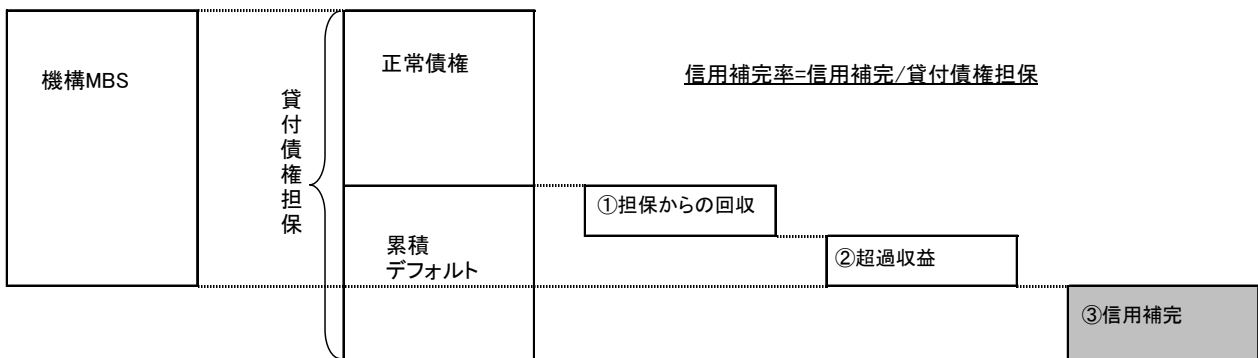 機構MBS
貸付債権担保
正常債権
信用補完率=信用補完/貸付債権担保
累積
デフォルト
①担保からの回収
②超過収益
③信用補完